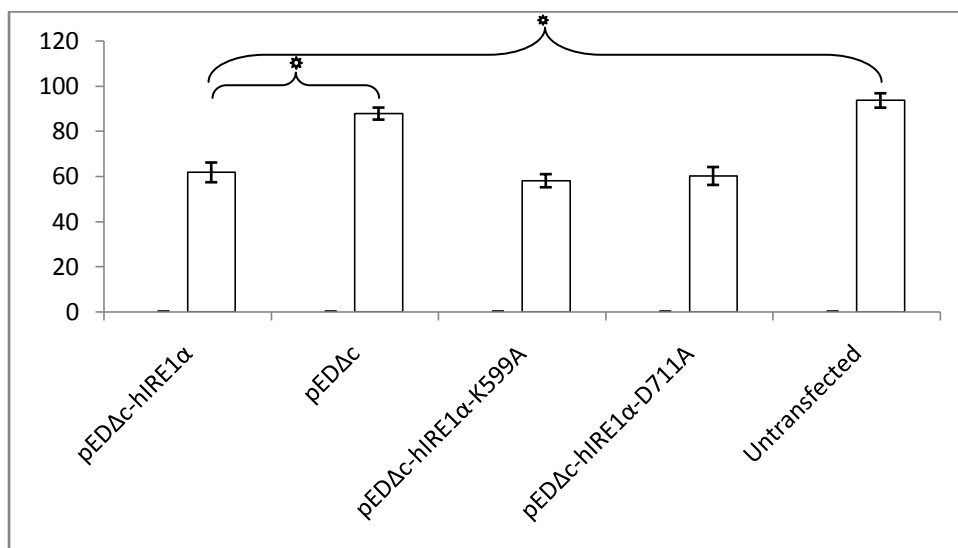 120
100
80
60
40
20
0
pEDΔc-hIRE1α
pEDΔc
pEDΔc-hIRE1α-K599A
pEDΔc-hIRE1α-D711A
Untransfected